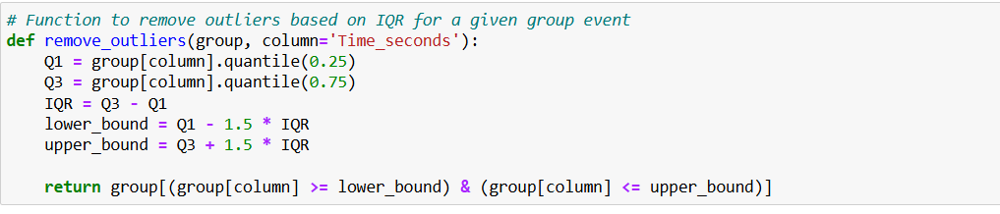 # Function to remove outliers based on IQR for a given group event
def remove_outliers(group, column='Time_seconds'):
    Q1 = group[column].quantile(0.25)
    Q3 = group[column].quantile(0.75)
    IQR = Q3 - Q1
    lower_bound = Q1 - 1.5 * IQR
    upper_bound = Q3 + 1.5 * IQR

    return group[(group[column] >= lower_bound) & (group[column] <= upper_bound)]